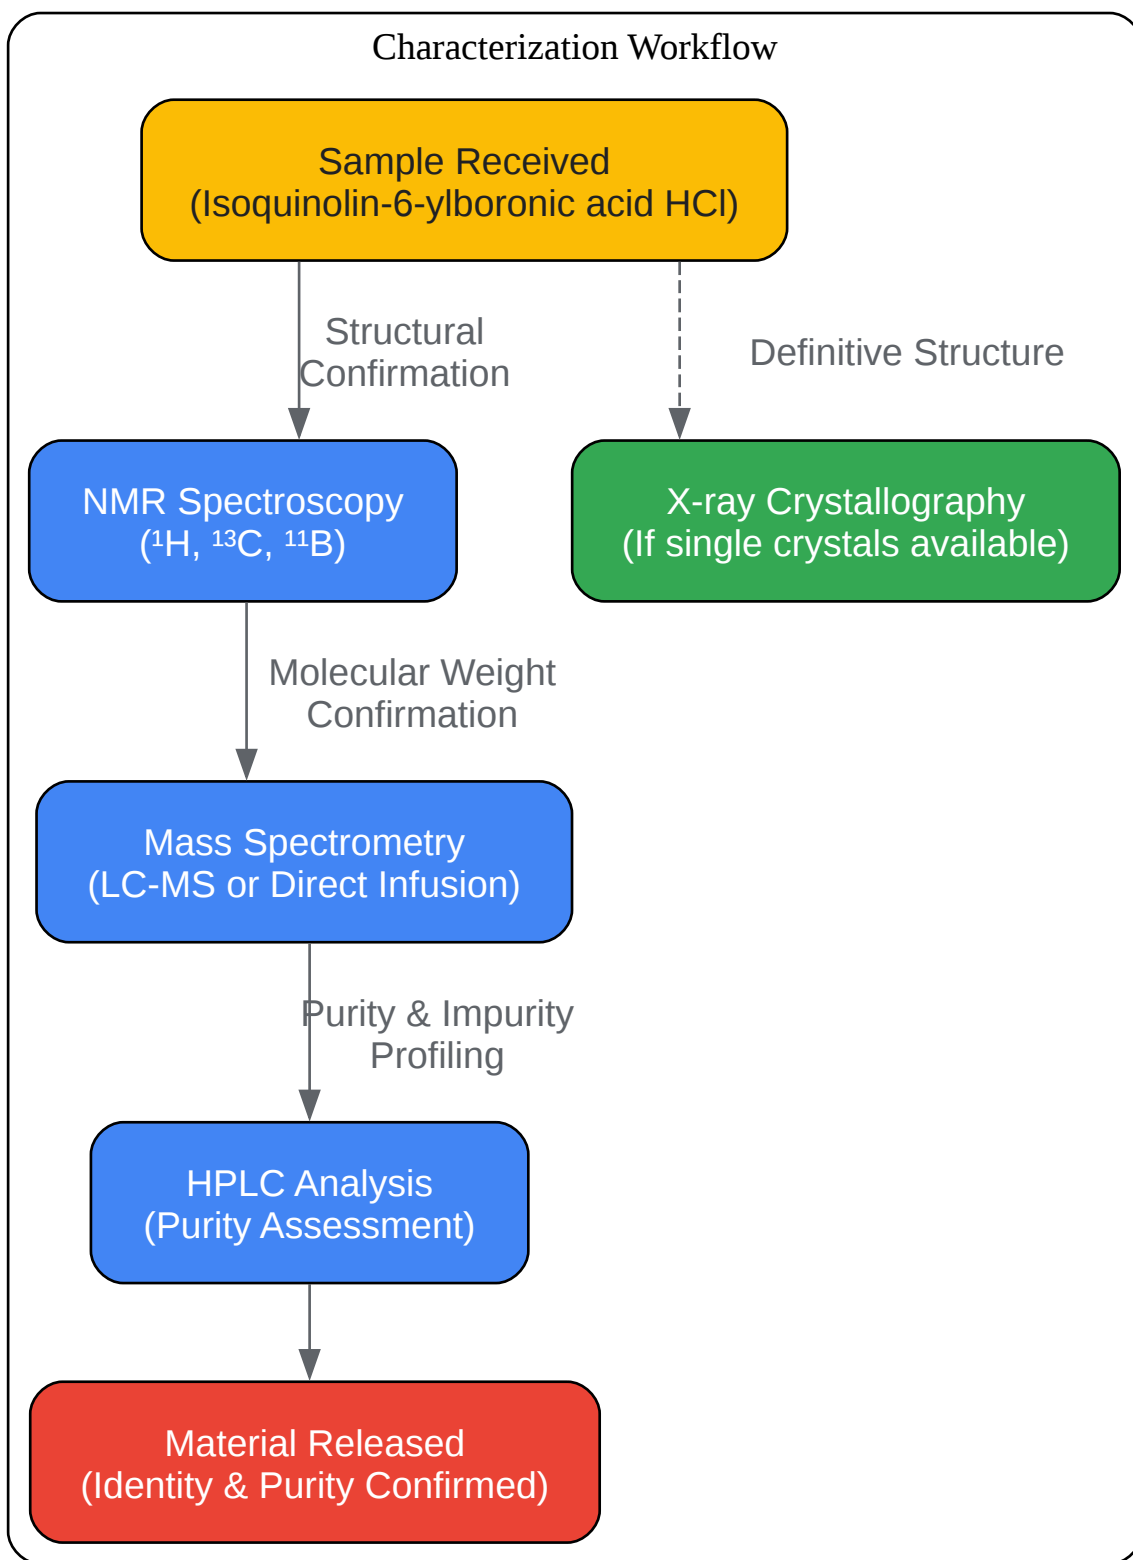 Characterization Workflow
Sample Received
(Isoquinolin-6-ylboronic acid HCl)
Structural
Confirmation
Definitive Structure
NMR Spectroscopy
(¹H, ¹³C, ¹¹B)
X-ray Crystallography
(If single crystals available)
Molecular Weight
Confirmation
Mass Spectrometry
(LC-MS or Direct Infusion)
Purity & Impurity
Profiling
HPLC Analysis
(Purity Assessment)
Material Released
(Identity & Purity Confirmed)